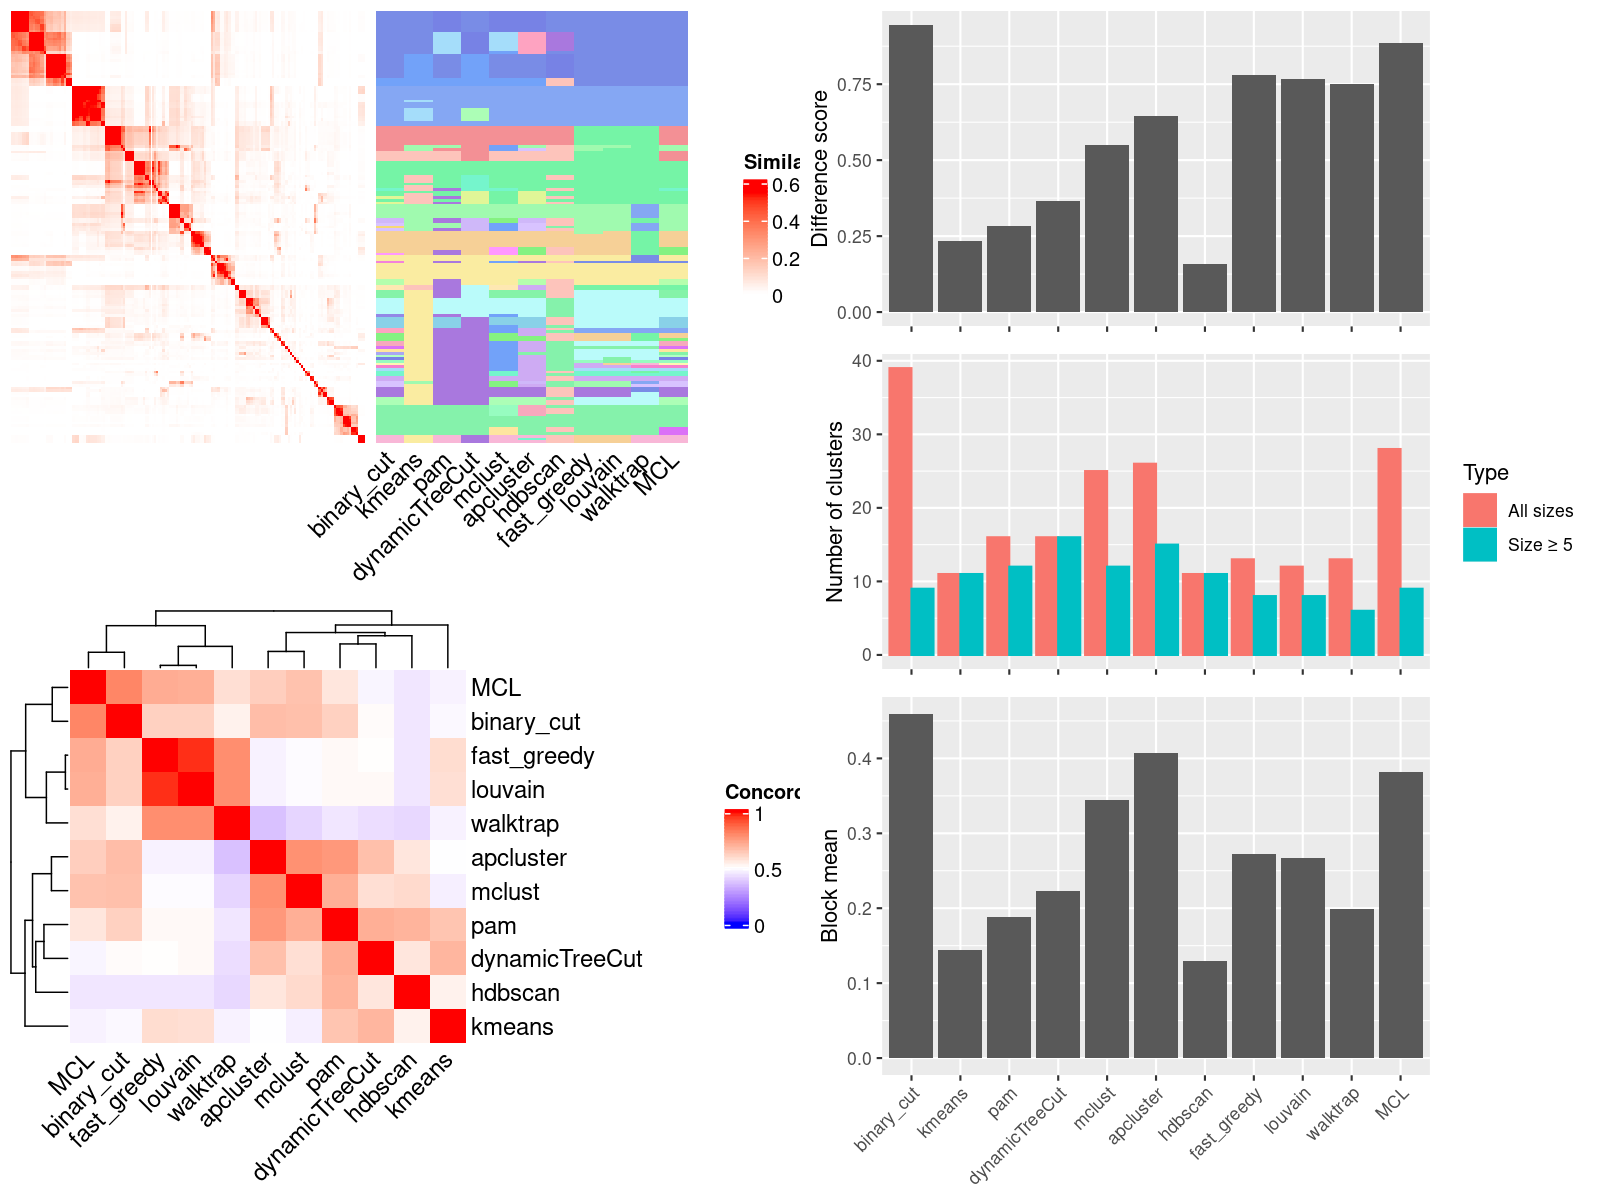 Simila
0.6
0.4
0.2
0
binary_cut
kmeans
pam
dynamicTreeCut
mclust
apcluster
hdbscan
fast_greedy
louvain
walktrap
MCL
Difference score
0.75
0.50
0.25
0.00
Number of clusters
40
30
20
10
0
Type
All sizes
Size ≥ 5
MCL
binary_cut
fast_greedy
louvain
walktrap
apcluster
mclust
pam
dynamicTreeCut
hdbscan
kmeans
MCL
binary_cut
fast_greedy
louvain
walktrap
apcluster
mclust
pam
dynamicTreeCut
hdbscan
kmeans
Concord
1
0.5
0
Block mean
0.4
0.3
0.2
0.1
0.0
binary_cut
kmeans
pam
dynamicTreeCut
mclust
apcluster
hdbscan
fast_greedy
louvain
walktrap
MCL